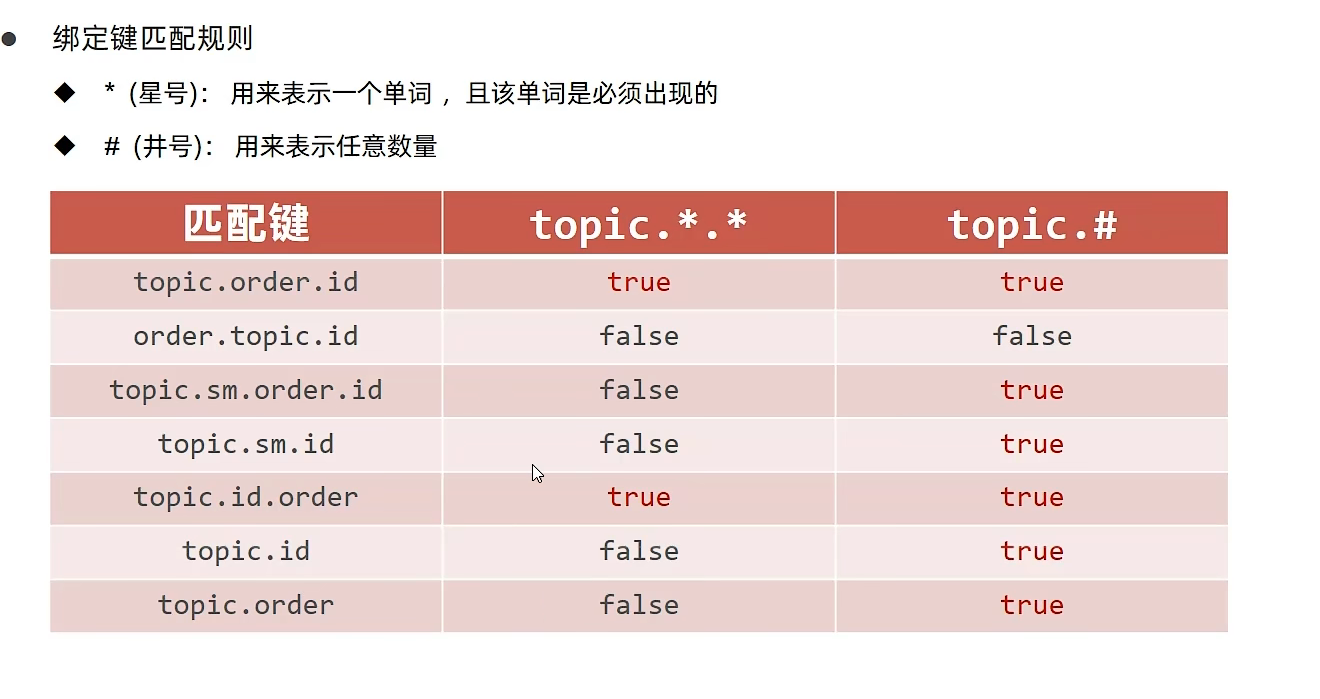 绑定键匹配规则
* (星号): 用来表示一个单词 ，且该单词是必须出现的
# (井号): 用来表示任意数量
匹配键 topic.*.* topic.#
topic.order.id true true
order.topic.id false false
topic.sm.order.id false true
topic.sm.id false true
topic.id.order true true
topic.id false true
topic.order false true